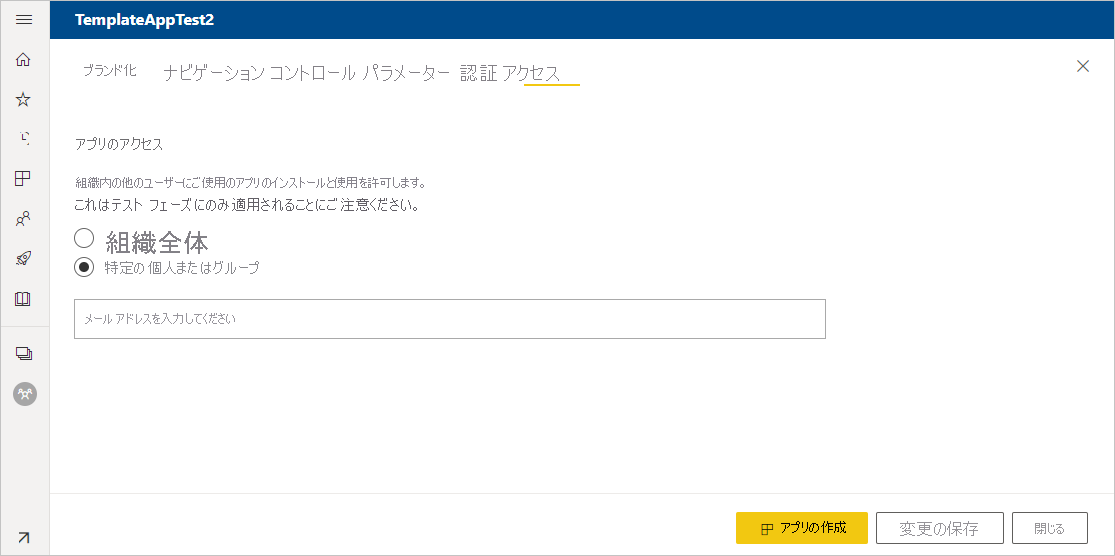 TemplateAppTest2
ブランド化 ナビゲーション コントロール パラメーター 認証 アクセス
アプリのアクセス
組織内の他のユーザーにご使用のアプリのインストールと使用を許可します。
これはテスト フェーズにのみ適用されることにご注意ください。
組織全体
特定の個人またはグループ
メール アドレスを入力してください
アプリの作成 変更の保存 閉じる